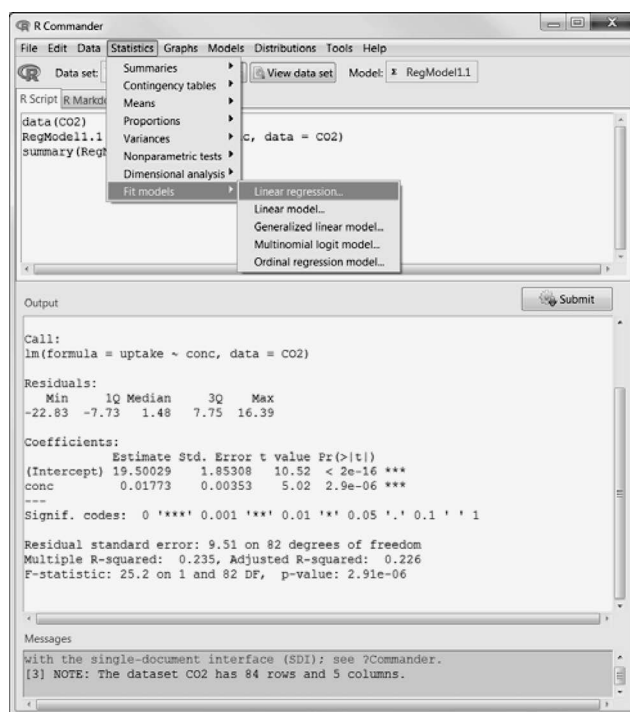 R Commander
File Edit Data Statistics Graphs Models Distributions Tools Help
Data set: View data set Model: Σ RegModel1.1
Summaries
Contingency tables
Means
Proportions
Variances
Nonparametric tests
Dimensional analysis
Fit models
Linear regression...
Linear model...
Generalized linear model...
Multinomial logit model...
Ordinal regression model...
R Script R Markd
data(CO2)
RegModel1.1 c, data = CO2)
summary(Reg
Output
Submit
Call:
lm(formula = uptake ~ conc, data = CO2)
Residuals:
Min 1Q Median 3Q Max
-22.83 -7.73 1.48 7.75 16.39
Coefficients:
Estimate Std. Error t value Pr(>|t|)
(Intercept) 19.50029 1.85308 10.52 < 2e-16 ***
conc 0.01773 0.00353 5.02 2.9e-06 ***
---
Signif. codes: 0 '***' 0.001 '**' 0.01 '*' 0.05 '.' 0.1 ' ' 1
Residual standard error: 9.51 on 82 degrees of freedom
Multiple R-squared: 0.235, Adjusted R-squared: 0.226
F-statistic: 25.2 on 1 and 82 DF, p-value: 2.91e-06
Messages
with the single-document interface (SDI); see ?Commander.
[3] NOTE: The dataset CO2 has 84 rows and 5 columns.